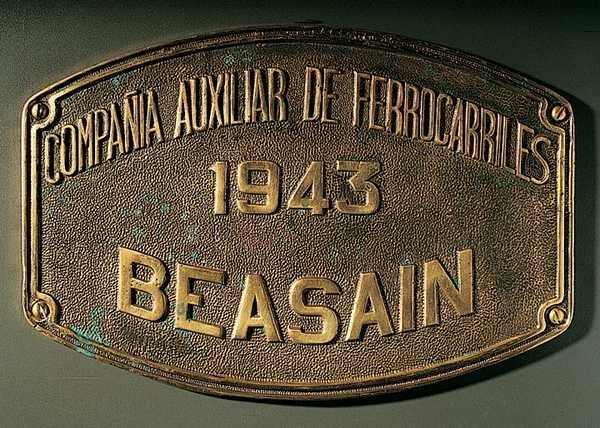 COMPAÑIA AUXILIAR DE FERROCARRILES
1943
BEASAIN